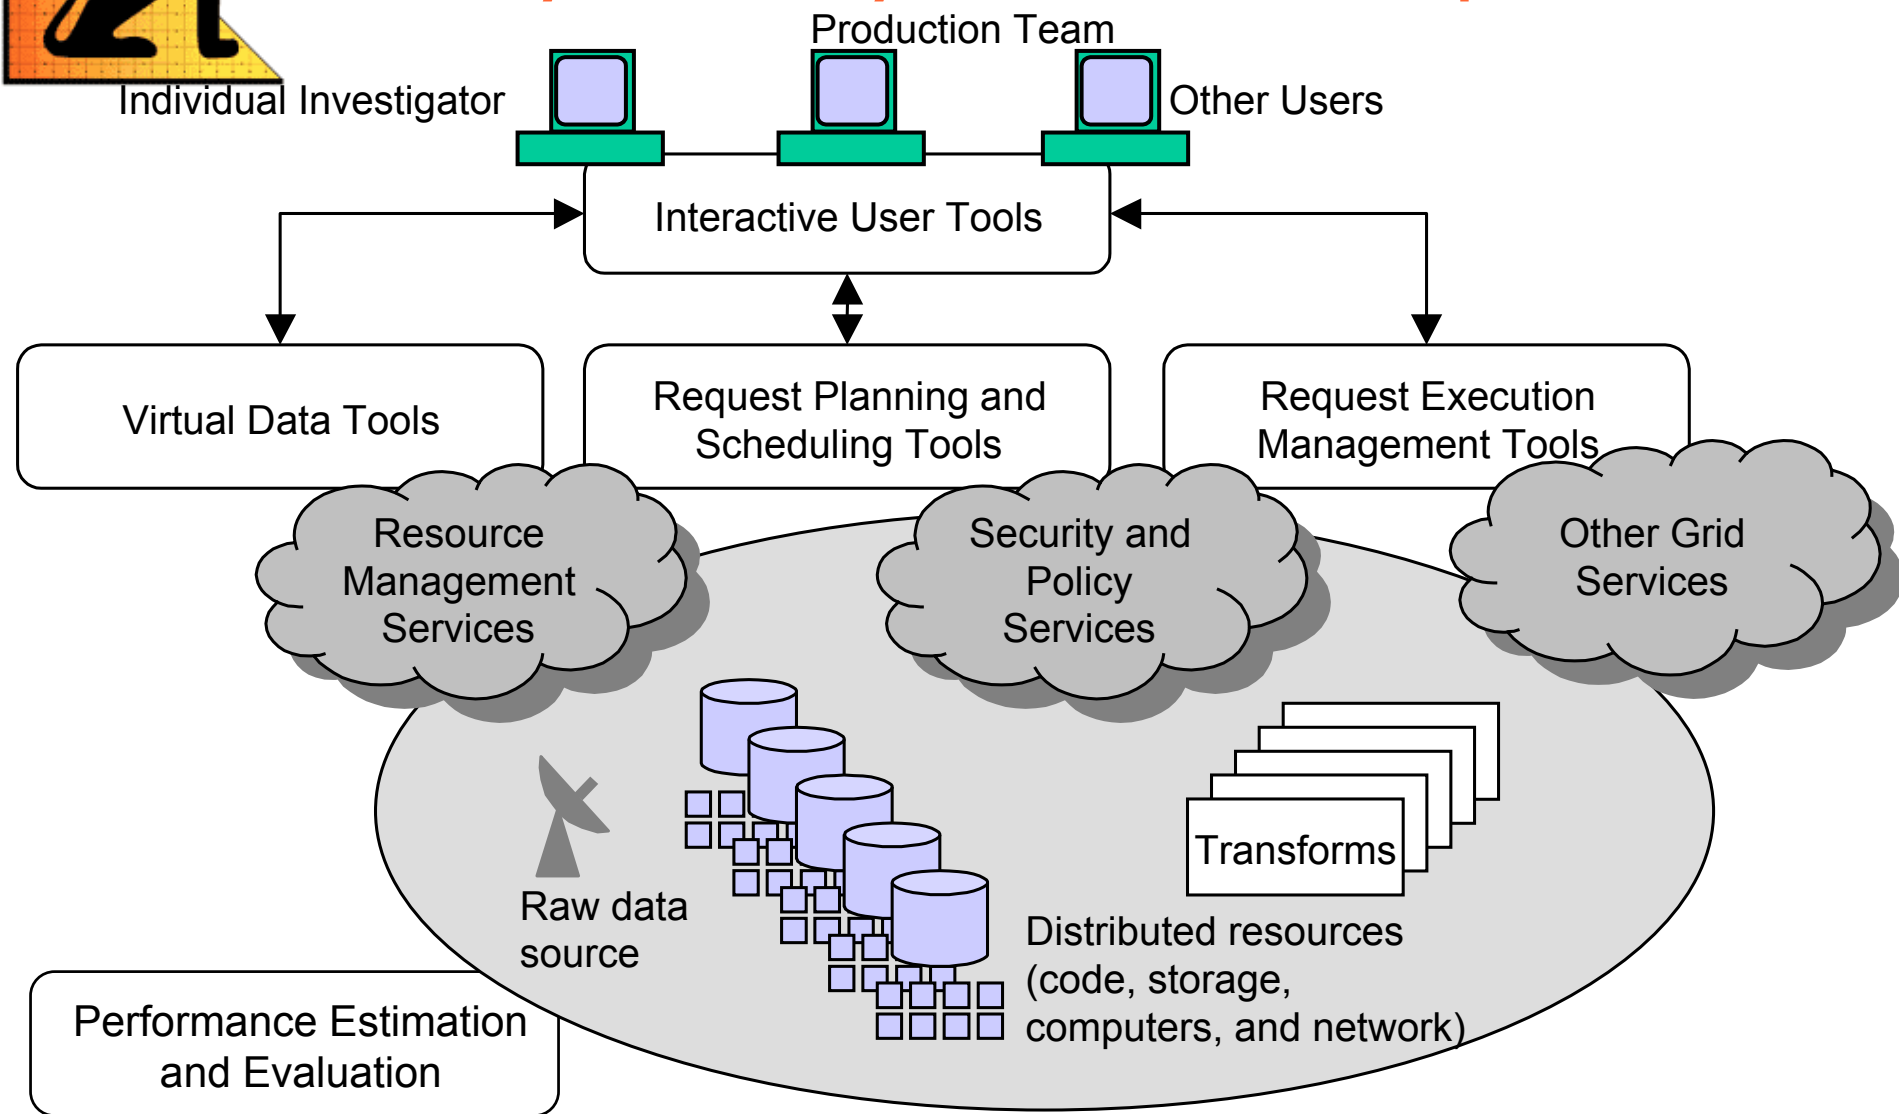 Production Team
Individual Investigator
Other Users
Interactive User Tools
Virtual Data Tools
Request Planning and
Scheduling Tools
Request Execution
Management Tools
Resource
Management
Services
Security and
Policy
Services
Other Grid
Services
Transforms
Raw data
source
Distributed resources
(code, storage,
computers, and network)
Performance Estimation
and Evaluation